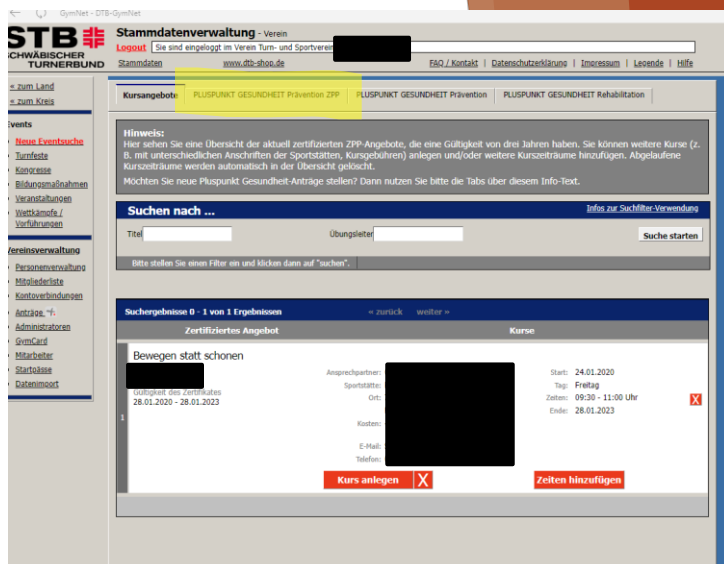 GymNet - DTB-GymNet
STB
SCHWÄBISCHER
TURNERBUND
Stammdatenverwaltung - Verein
Logout Sie sind eingeloggt im Verein Turn- und Sportverein
Stammdaten www.dtb-shop.de FAQ / Kontakt | Datenschutzerklärung | Impressum | Legende | Hilfe
« zum Land
« zum Kreis
Events
Neue Eventsuche
Turnfeste
Kongresse
Bildungsmaßnahmen
Veranstaltungen
Wettkämpfe /
Vorführungen
Vereinsverwaltung
Personenverwaltung
Mitgliederliste
Kontoverbindungen
Anträge
Administratoren
GymCard
Mitarbeiter
Startpässe
Datenimport
Kursangebote PLUSPUNKT GESUNDHEIT Prävention ZPP PLUSPUNKT GESUNDHEIT Prävention PLUSPUNKT GESUNDHEIT Rehabilitation
Hinweis:
Hier sehen Sie eine Übersicht der aktuell zertifizierten ZPP-Angebote, die eine Gültigkeit von drei Jahren haben. Sie können weitere Kurse (z.
B. mit unterschiedlichen Anschriften der Sportstätten, Kursgebühren) anlegen und/oder weitere Kurszeiträume hinzufügen. Abgelaufene
Kurszeiträume werden automatisch in der Übersicht gelöscht.
Möchten Sie neue Pluspunkt Gesundheit-Anträge stellen? Dann nutzen Sie bitte die Tabs über diesem Info-Text.
Suchen nach ... Infos zur Suchfilter-Verwendung
Titel Übungsleiter Suche starten
Bitte stellen Sie einen Filter ein und klicken dann auf "suchen".
Suchergebnisse 0 - 1 von 1 Ergebnissen « zurück weiter »
Zertifiziertes Angebot Kurse
1
Bewegen statt schonen
Gültigkeit des Zertifikates
28.01.2020 - 28.01.2023
Ansprechpartner:
Sportstätte:
Ort:
Kosten:
E-Mail:
Telefon:
Start: 24.01.2020
Tag: Freitag
Zeiten: 09:30 - 11:00 Uhr X
Ende: 28.01.2023
Kurs anlegen X Zeiten hinzufügen